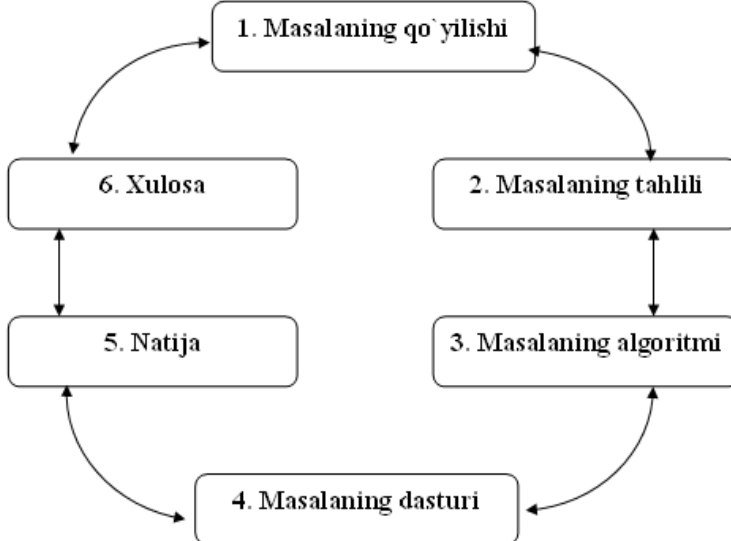 1. Masalaning qo`yilishi
2. Masalaning tahlili
3. Masalaning algoritmi
4. Masalaning dasturi
5. Natija
6. Xulosa